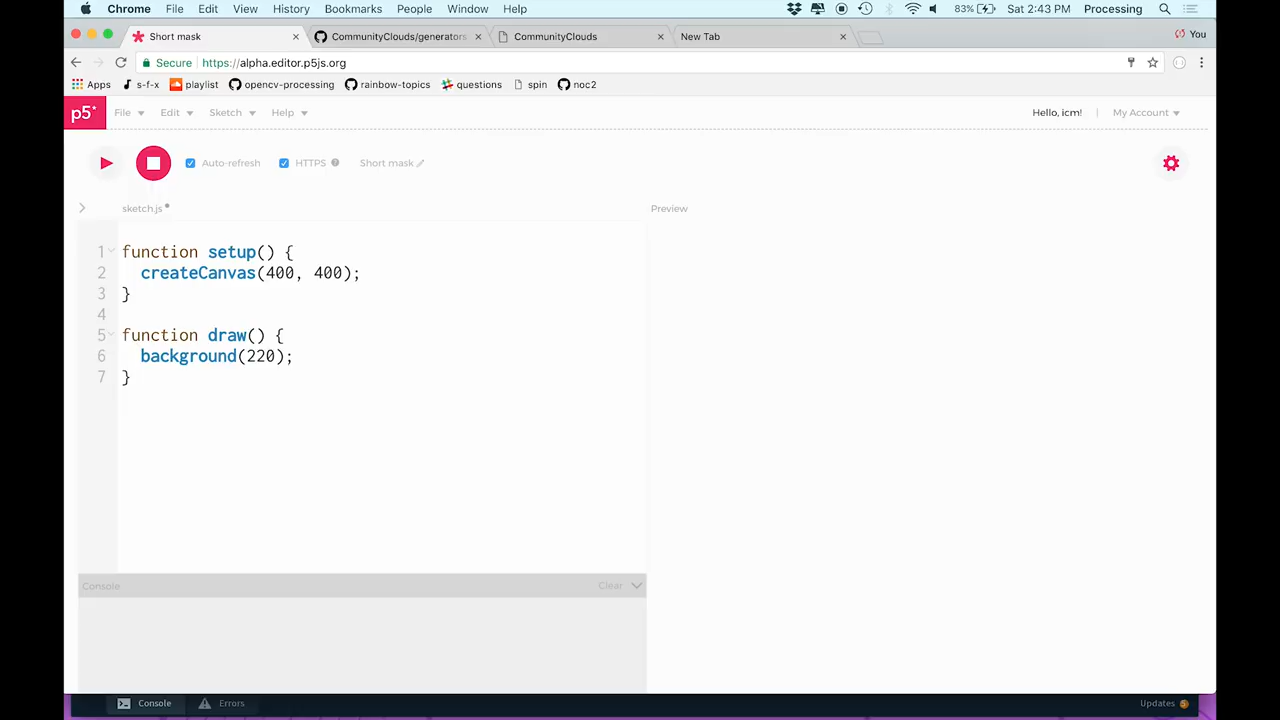 Chrome File Edit View History Bookmarks People Window Help 83% Sat 2:43 PM Processing
Short mask CommunityClouds/generators CommunityClouds New Tab You
Secure https://alpha.editor.p5js.org
Apps s-f-x playlist opencv-processing rainbow-topics questions spin noc2
p5* File Edit Sketch Help Hello, icm! | My Account
Auto-refresh HTTPS ? Short mask
sketch.js Preview
1 function setup() {
2 createCanvas(400, 400);
3 }
4
5 function draw() {
6 background(220);
7 }
Console Clear
Console Errors Updates